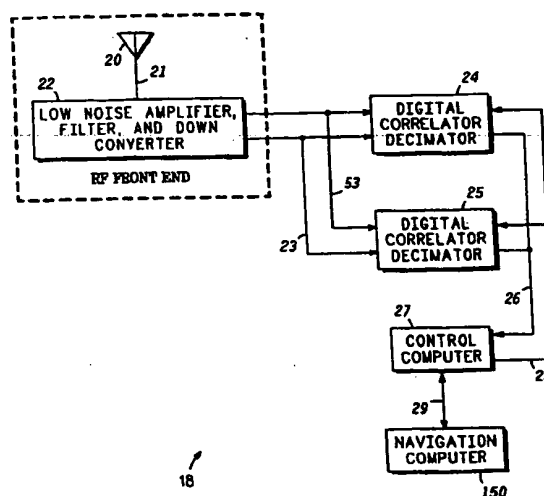 20
21
22
LOW NOISE AMPLIFIER,
FILTER, AND DOWN
CONVERTER
RF FRONT END
24
DIGITAL
CORRELATOR
DECIMATOR
53
23
25
DIGITAL
CORRELATOR
DECIMATOR
26
27
CONTROL
COMPUTER
29
NAVIGATION
COMPUTER
150
18